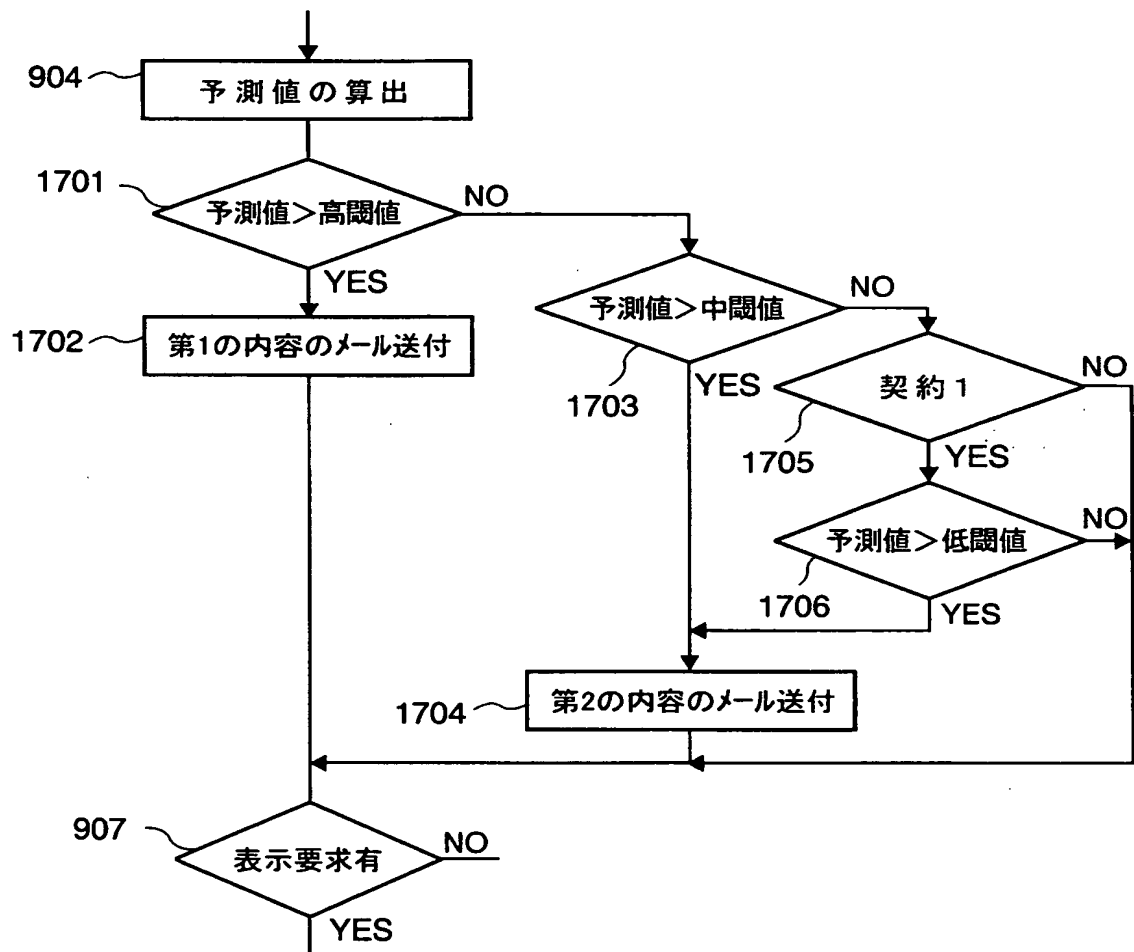 904
予測値の算出
1701
予測値>高閾値
NO
YES
1702
第1の内容のメール送付
予測値>中閾値
NO
1703
YES
契約1
NO
1705
YES
予測値>低閾値
NO
1706
YES
1704
第2の内容のメール送付
907
表示要求有
NO
YES